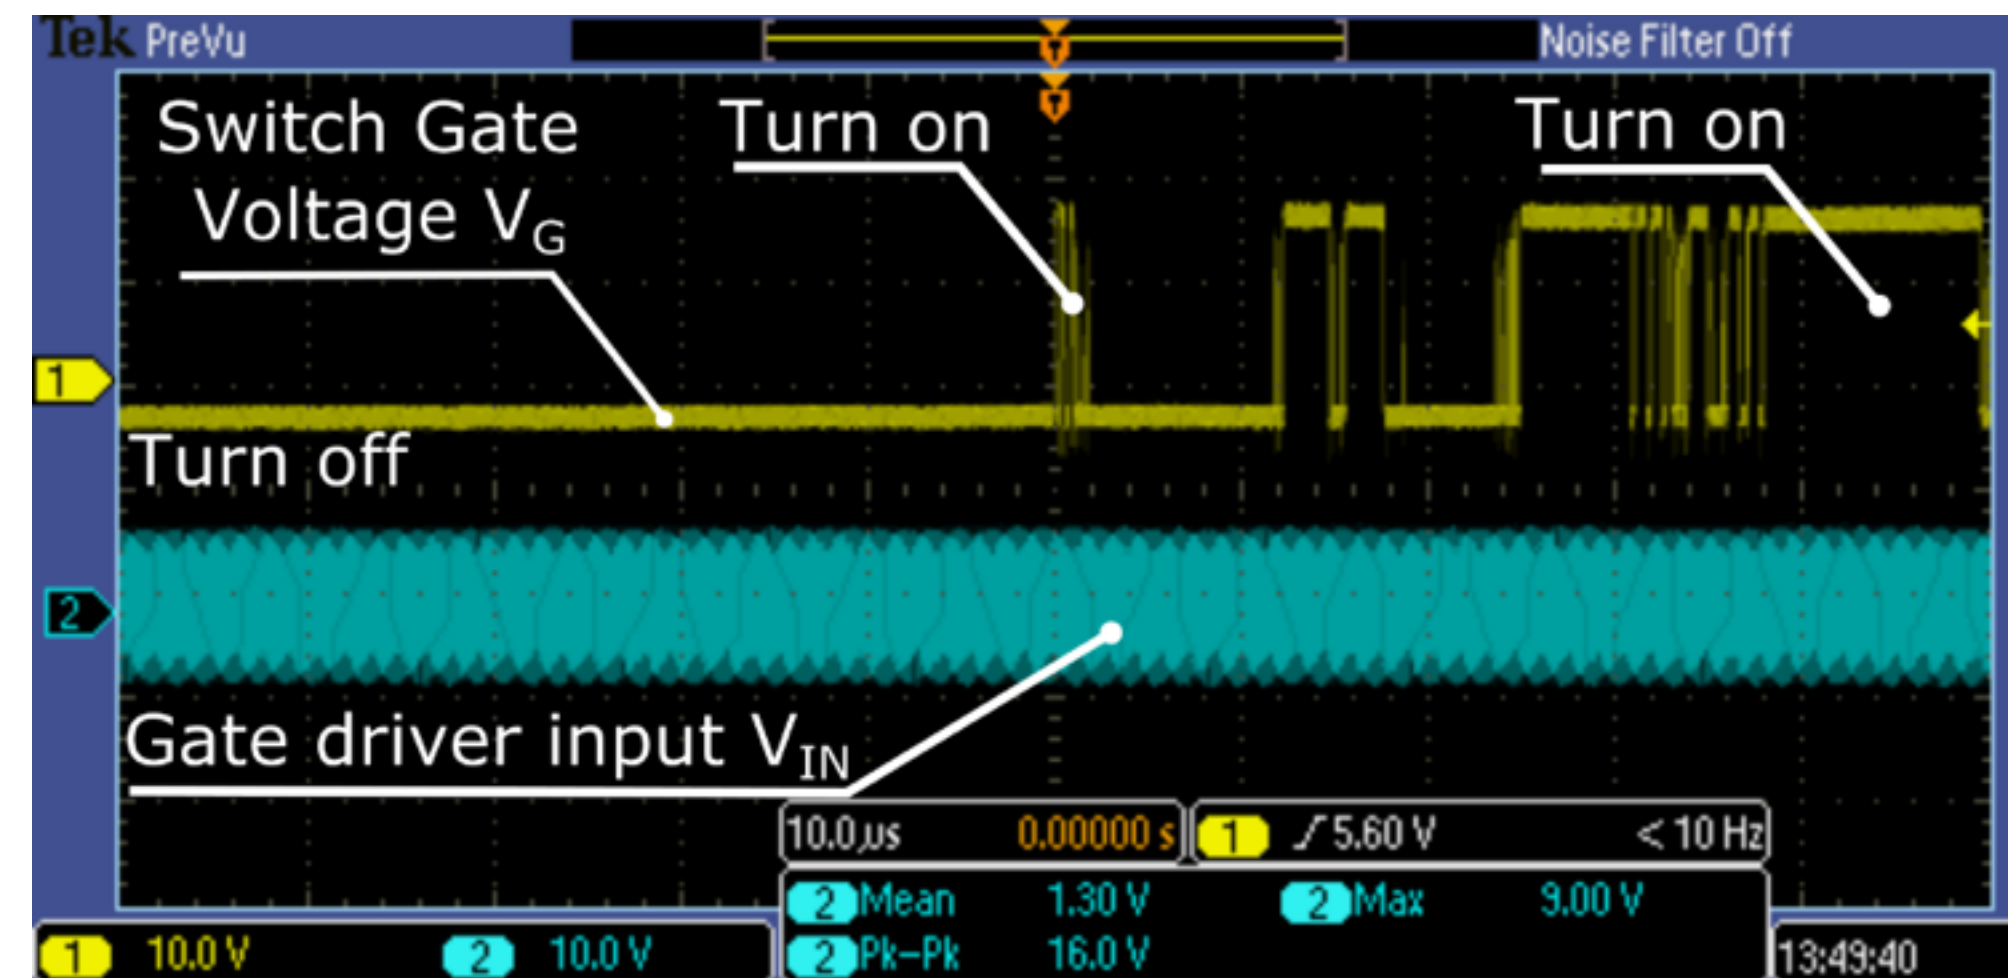 Tek PreVu
Noise Filter Off
T
T
Switch Gate
Voltage VG
Turn on
Turn on
1
Turn off
2
Gate driver input VIN
10.0µs 0.00000 s
1 5.60 V < 10 Hz
2 Mean 1.30 V 2 Max 9.00 V
1 10.0 V 2 10.0 V 2 Pk-Pk 16.0 V
13:49:40